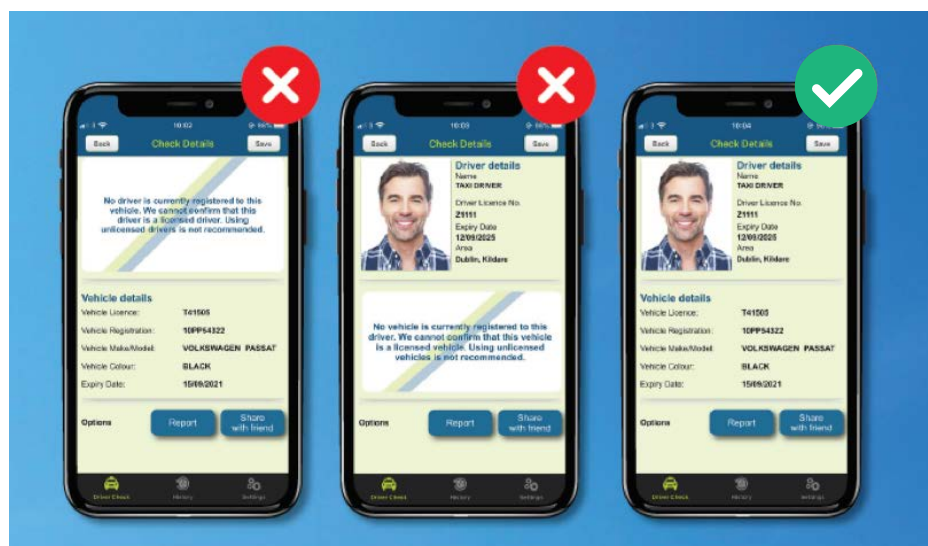 10:02
Back
Check Details
Save
No driver is currently registered to this
vehicle. We cannot confirm that this
driver is a licensed driver. Using
unlicensed drivers is not recommended.
Vehicle details
Vehicle Licence: T41505
Vehicle Registration: 10PP54322
Vehicle Make/Model: VOLKSWAGEN PASSAT
Vehicle Colour: BLACK
Expiry Date: 15/09/2021
Options
Report
Share
with friend
Driver Check
History
Settings
10:03
Back
Check Details
Save
Driver details
Name
TAXI DRIVER
Driver Licence No.
Z1111
Expiry Date
12/09/2025
Area
Dublin, Kildare
No vehicle is currently registered to this
driver. We cannot confirm that this vehicle
is a licensed vehicle. Using unlicensed
vehicles is not recommended.
Options
Report
Share
with friend
Driver Check
History
Settings
10:04
Back
Check Details
Save
Driver details
Name
TAXI DRIVER
Driver Licence No.
Z1111
Expiry Date
12/09/2025
Area
Dublin, Kildare
Vehicle details
Vehicle Licence: T41505
Vehicle Registration: 10PP54322
Vehicle Make/Model: VOLKSWAGEN PASSAT
Vehicle Colour: BLACK
Expiry Date: 15/09/2021
Options
Report
Share
with friend
Driver Check
History
Settings